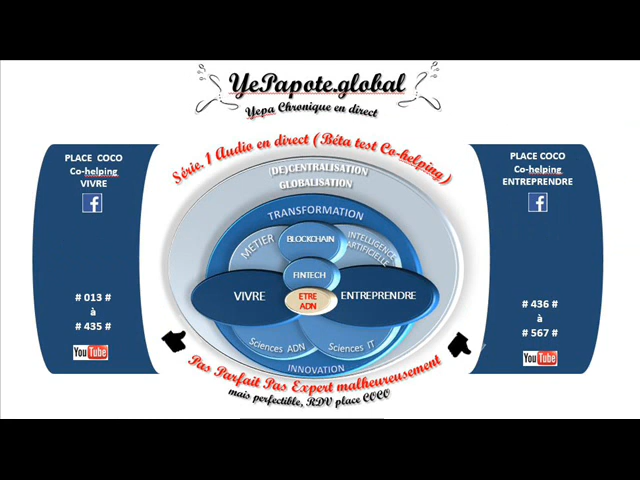 YePapote.global
Yepa Chronique en direct
Série, 1 Audio en direct (Béta test Co-helping)
PLACE COCO
Co-helping
VIVRE
# 013 #
à
# 435 #
YouTube
(DE)CENTRALISATION
GLOBALISATION
TRANSFORMATION
METIER
BLOCKCHAIN
INTELLIGENCE
ARTIFICIELLE
FINTECH
VIVRE
ETRE
ADN
ENTREPRENDRE
Sciences ADN
Sciences IT
INNOVATION
PLACE COCO
Co-helping
ENTREPRENDRE
# 436 #
à
# 567 #
YouTube
Pas Parfait Pas Expert malheureusement
mais perfectible, RDV place COCO